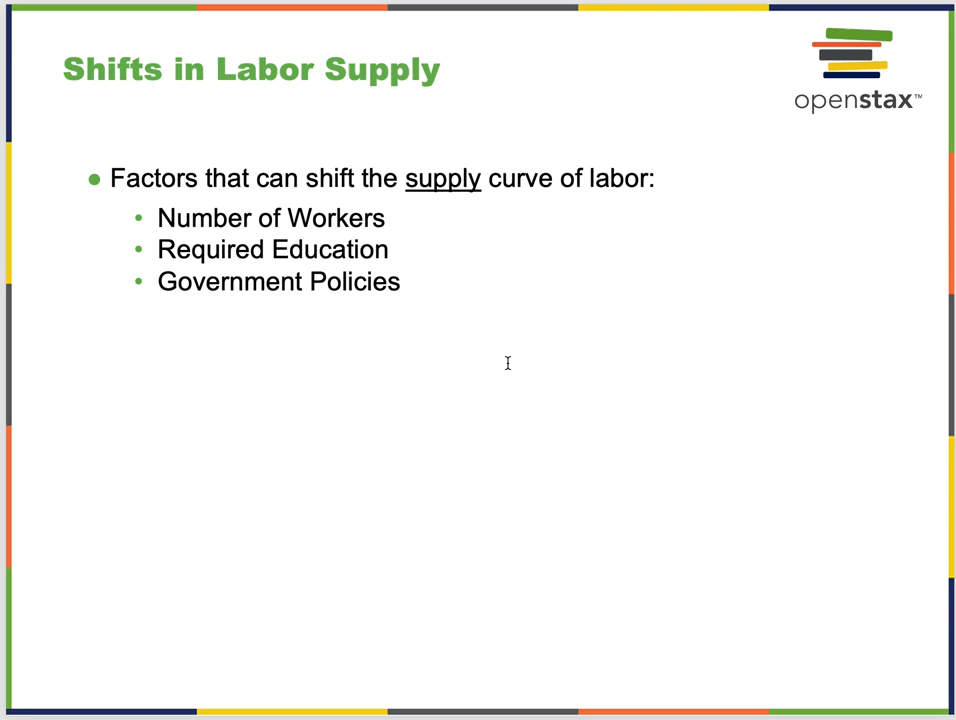 Shifts in Labor Supply
openstax™
● Factors that can shift the supply curve of labor:
• Number of Workers
• Required Education
• Government Policies